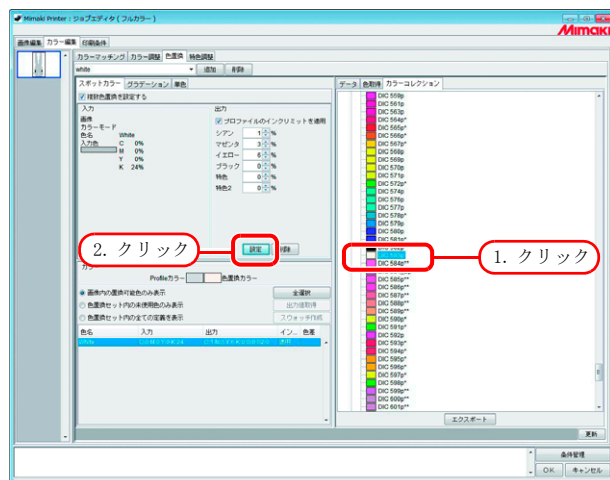 Mimaki Printer : ジョブエディタ ( フルカラー )
Mimaki
画像編集 カラー編集 印刷条件
カラーマッチング カラー調整 色置換 特色調整
white 追加 削除
スポットカラー グラデーション 単色
データ 色取得 カラーコレクション
複数色置換を設定する
入力
出力
画像
プロファイルのインクリミットを適用
カラーモード
色名 White
入力色 C 0%
M 0%
Y 0%
K 24%
シアン 1 %
マゼンタ 3 %
イエロー 6 %
ブラック 0 %
特色 0 %
特色2 0 %
設定 削除
2. クリック
1. クリック
カラー
Profileカラー 色置換カラー
画像内の置換可能色のみ表示 全選択
色置換セット内の未使用色のみ表示 出力値取得
色置換セット内の全ての定義を表示 スウォッチ作成
色名 入力 出力 イン... 色差
White
DIC 560p
DIC 561p
DIC 563p
DIC 564p*
DIC 565p*
DIC 566p*
DIC 567p*
DIC 568p
DIC 569p
DIC 570p
DIC 571p
DIC 572p*
DIC 574p
DIC 576p
DIC 577p
DIC 578p*
DIC 579p
DIC 580p
DIC 581p*
DIC 583p
DIC 584p**
DIC 585p**
DIC 586p**
DIC 587p**
DIC 588p**
DIC 589p**
DIC 590p*
DIC 591p*
DIC 592p
DIC 593p*
DIC 594p*
DIC 595p*
DIC 596p*
DIC 597p*
DIC 598p*
DIC 599p**
DIC 600p**
DIC 601p**
エクスポート
更新
条件管理
OK キャンセル